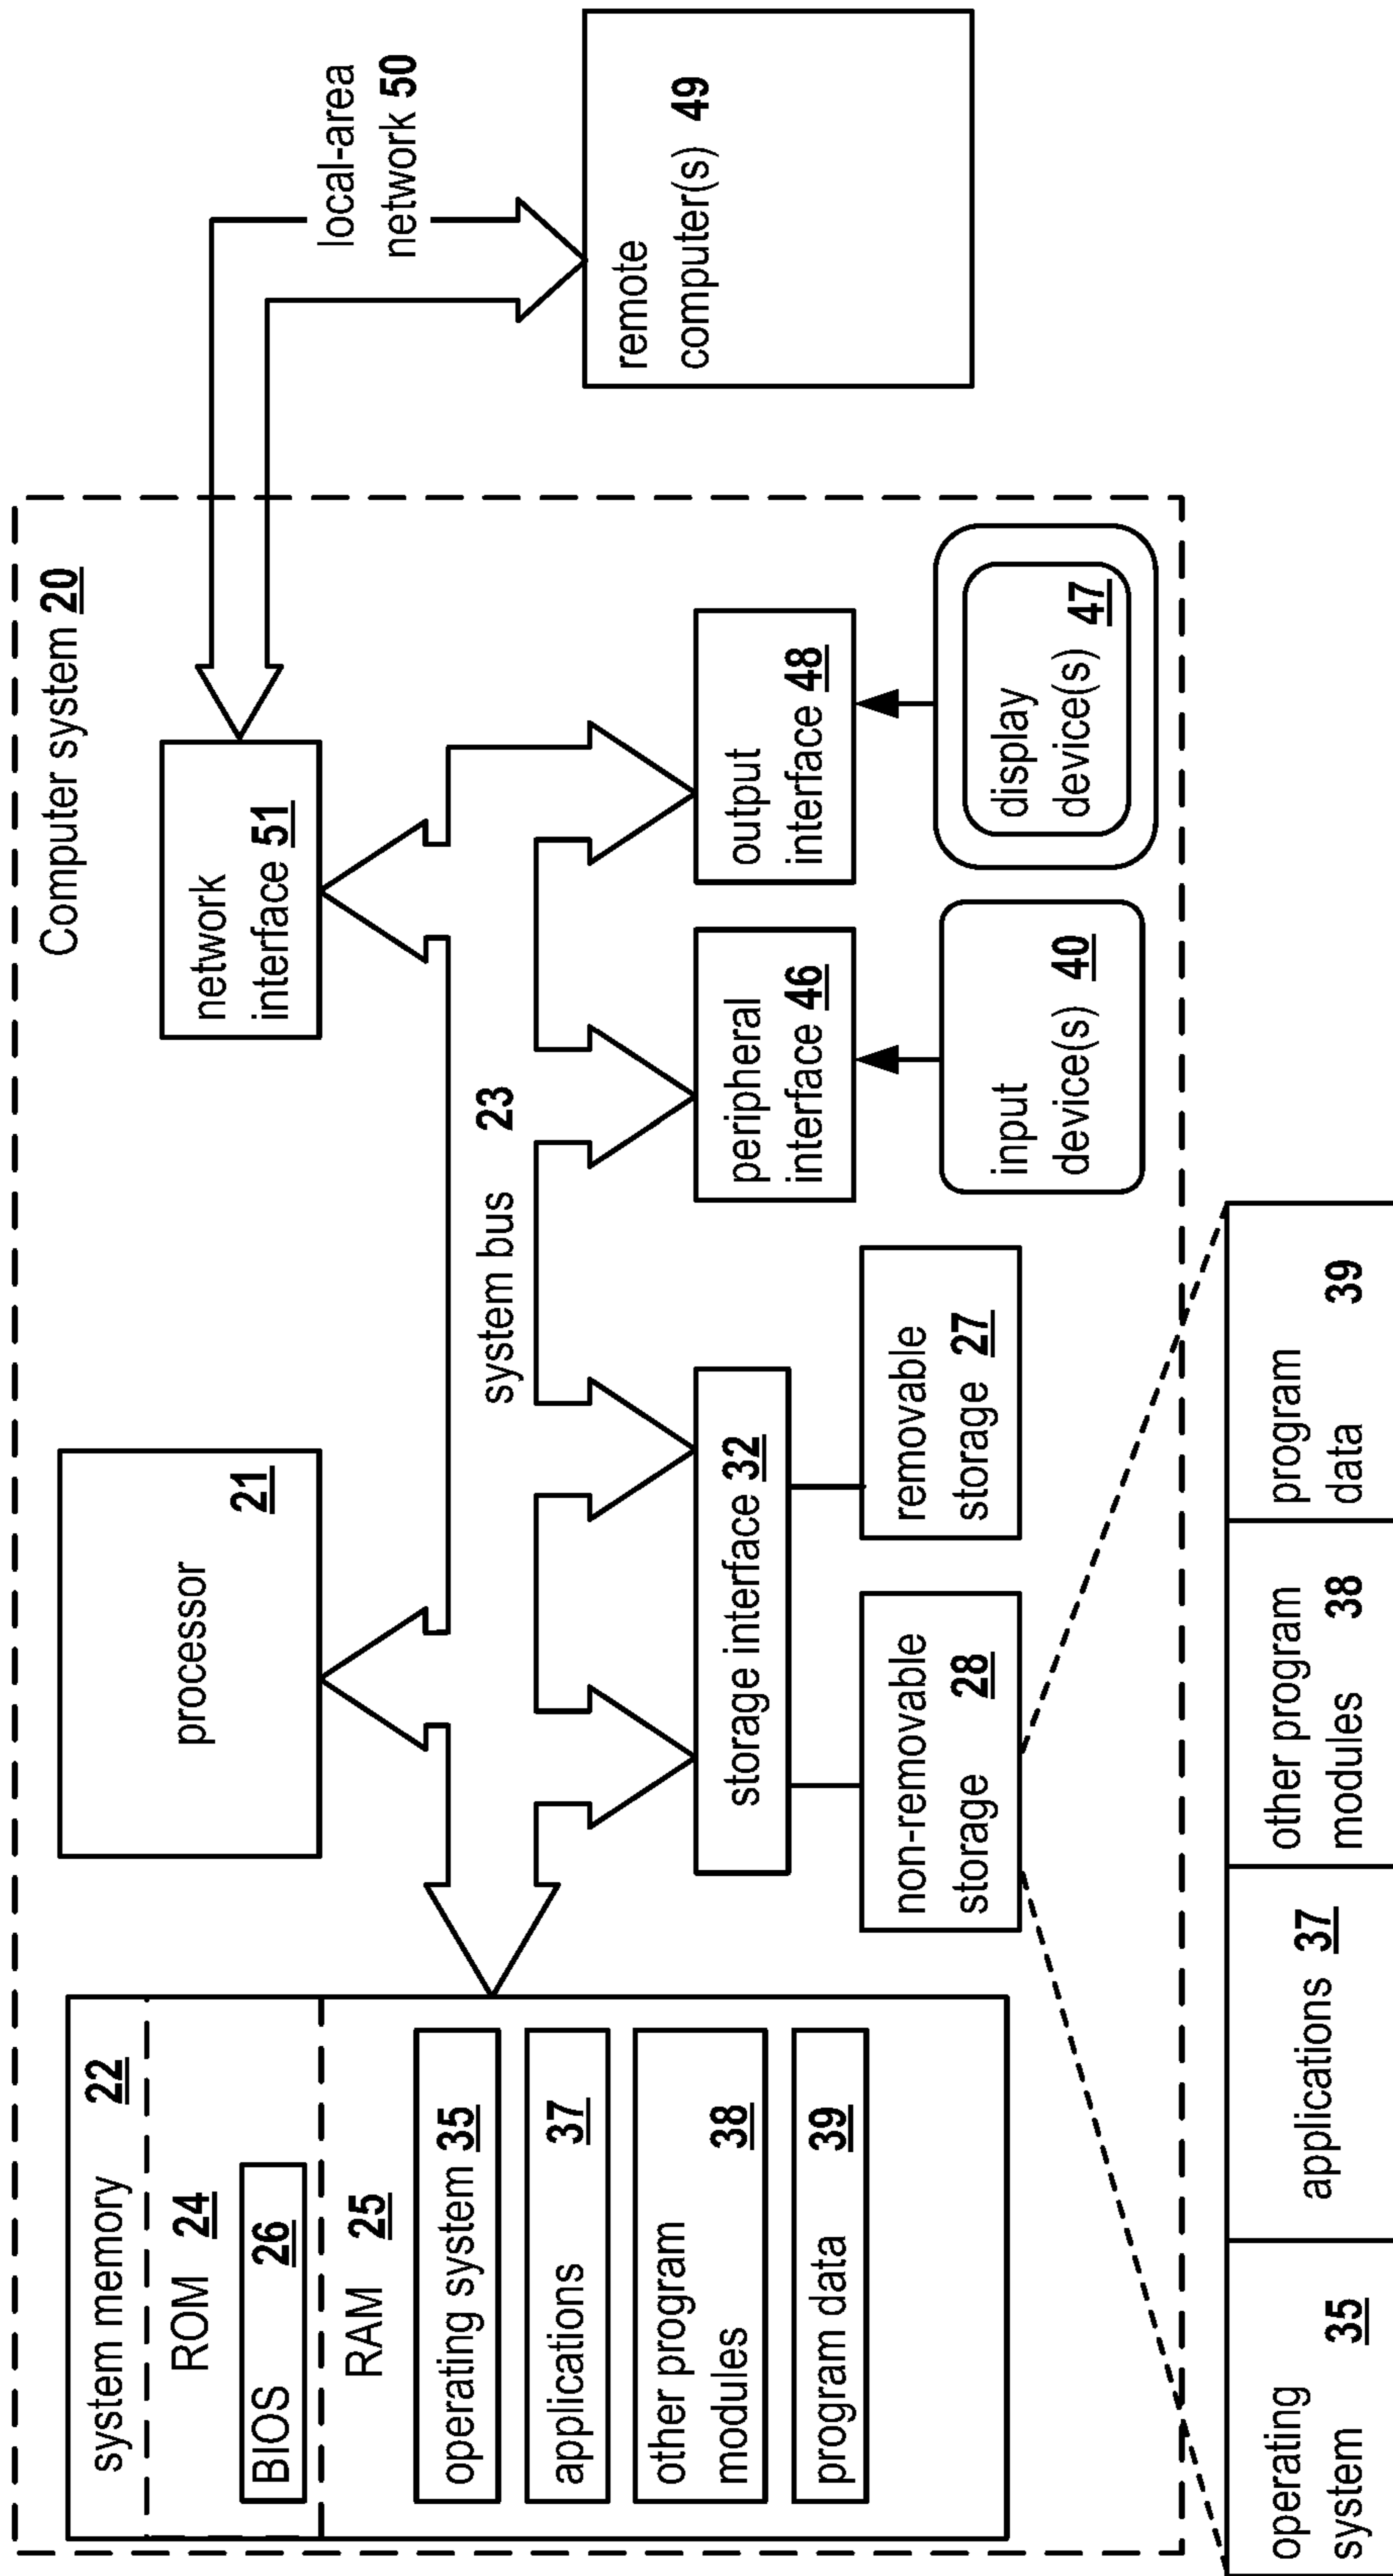 Computer system 20
system memory 22
ROM 24
BIOS 26
RAM 25
operating system 35
applications 37
other program
modules 38
program data 39
processor 21
network
interface 51
local-area
network 50
system bus 23
storage interface 32
peripheral
interface 46
output
interface 48
remote
computer(s) 49
non-removable
storage 28
removable
storage 27
input
device(s) 40
display
device(s) 47
operating
system 35
applications 37
other program
modules 38
program
data 39